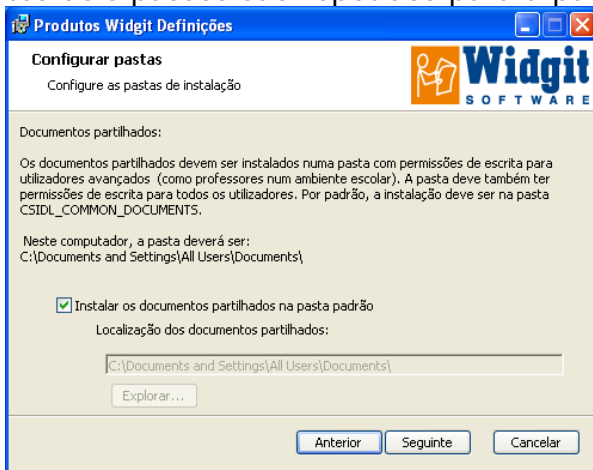 Produtos Widgit Definições
Configurar pastas
Configure as pastas de instalação
Widgit
SOFTWARE
Documentos partilhados:
Os documentos partilhados devem ser instalados numa pasta com permissões de escrita para
utilizadores avançados (como professores num ambiente escolar). A pasta deve também ter
permissões de escrita para todos os utilizadores. Por padrão, a instalação deve ser na pasta
CSIDL_COMMON_DOCUMENTS.
Neste computador, a pasta deverá ser:
C:\Documents and Settings\All Users\Documents\
Instalar os documentos partilhados na pasta padrão
Localização dos documentos partilhados:
C:\Documents and Settings\All Users\Documents\
Explorar...
Anterior Seguinte Cancelar